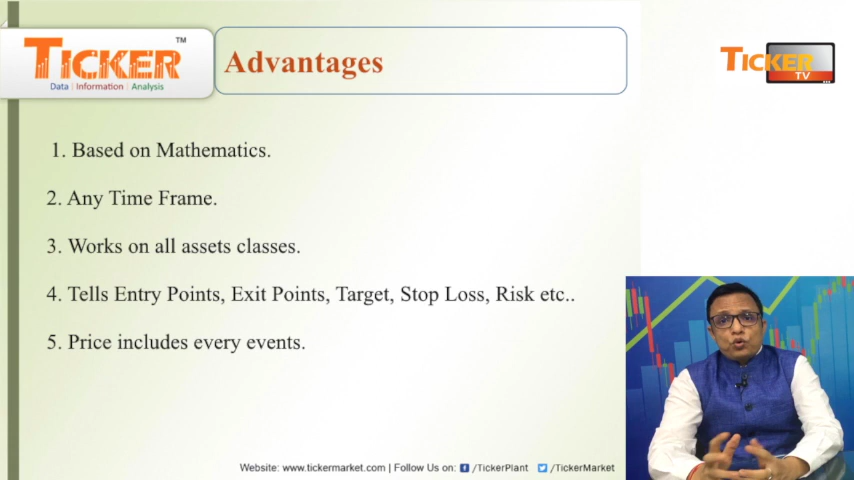 TICKER TM
Data | Information | Analysis
Advantages
TICKER
TV
1. Based on Mathematics.
2. Any Time Frame.
3. Works on all assets classes.
4. Tells Entry Points, Exit Points, Target, Stop Loss, Risk etc..
5. Price includes every events.
Website: www.tickermarket.com | Follow Us on: /TickerPlant /TickerMarket